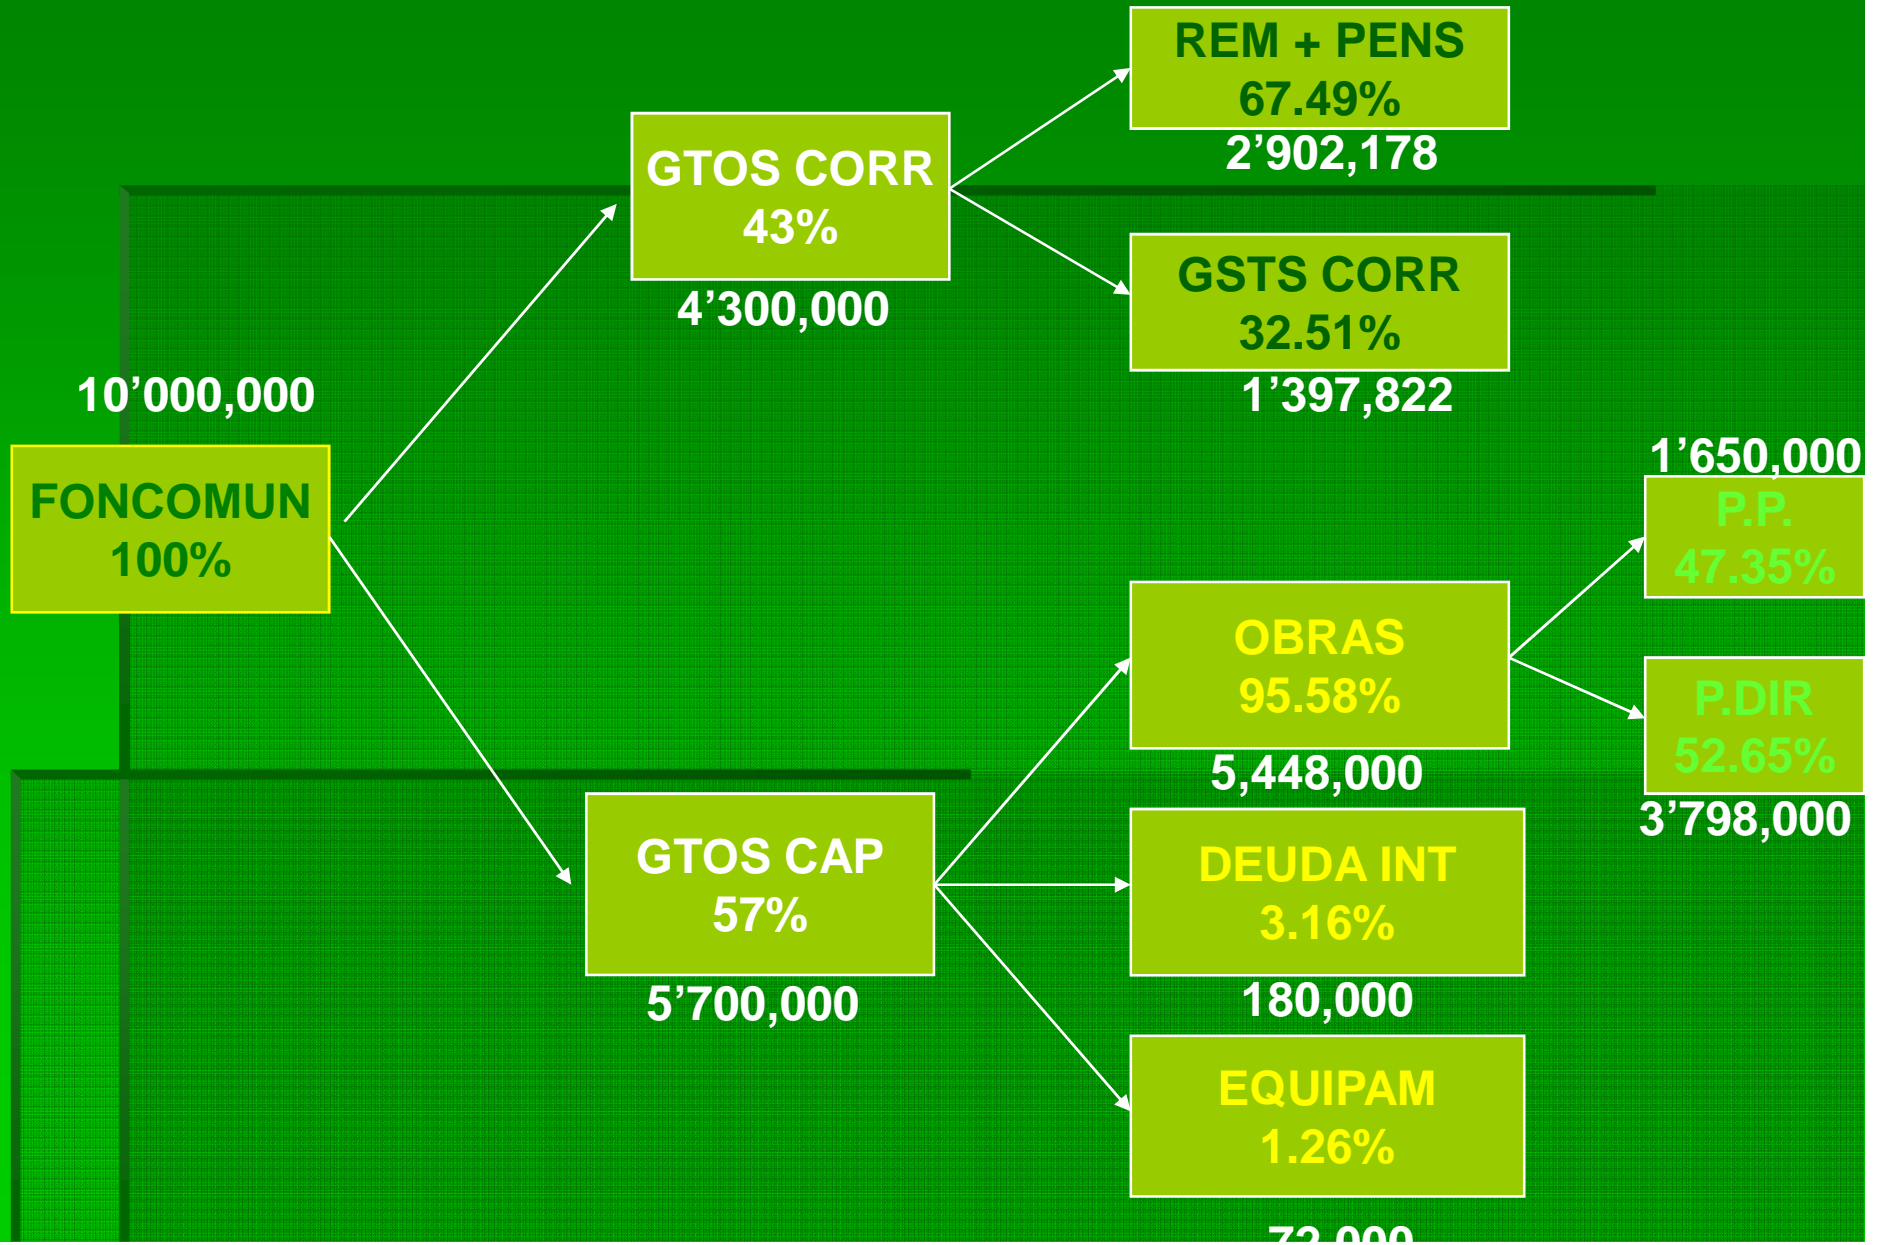 REM + PENS
67.49%
2’902,178
GTOS CORR
43%
4’300,000
GSTS CORR
32.51%
1’397,822
10’000,000
FONCOMUN
100%
1’650,000
P.P.
47.35%
OBRAS
95.58%
5,448,000
P.DIR
52.65%
3’798,000
GTOS CAP
57%
5’700,000
DEUDA INT
3.16%
180,000
EQUIPAM
1.26%
72,000